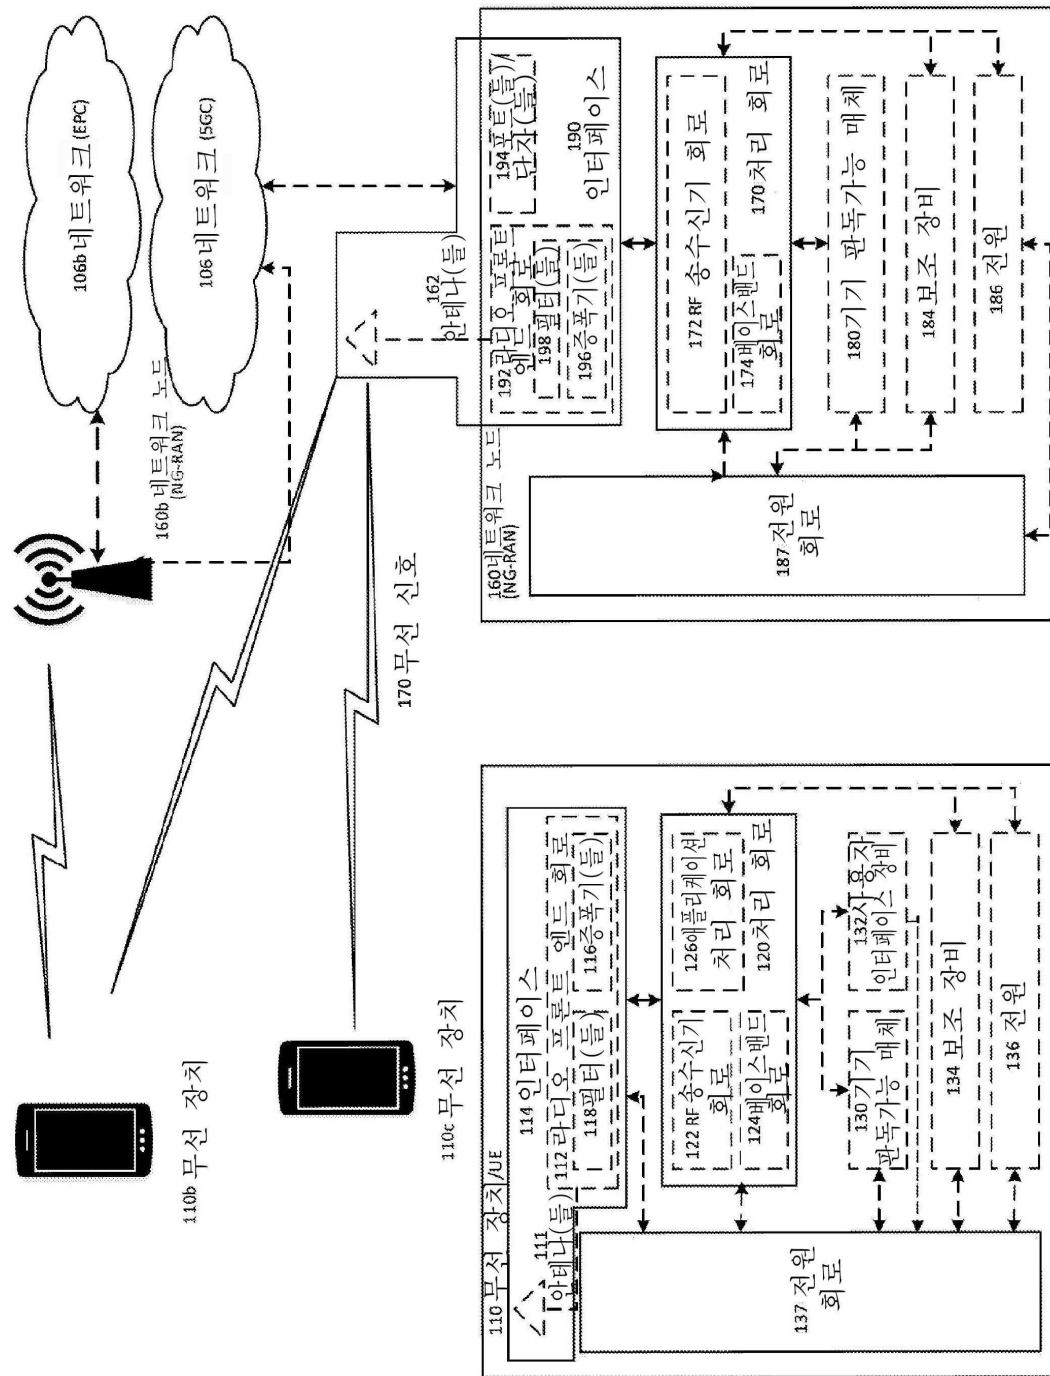 106b 네트워크(EPC)
106 네트워크(5GC)
160b 네트워크 노드
(NG-RAN)
110b 무선 장치
110c 무선 장치
170 무선 신호
160 네트워크 노드
(NG-RAN)
162
안테나(들)
190
인터페이스
194 포트(들)/
단자(들)
192 라디오 프론트
엔드 회로
198 필터(들)
196 증폭기(들)
170 처리 회로
172 RF 송수신기 회로
174 베이스밴드
회로
180 기기 판독가능 매체
184 보조 장비
186 전원
187 전원
회로
110 무선 장치/UE
111
안테나(들)
114 인터페이스
112 라디오 프론트 엔드 회로
118 필터(들)
116 증폭기(들)
120 처리 회로
122 RF 송수신기
회로
124 베이스밴드
회로
126 애플리케이션
처리 회로
130 기기
판독가능 매체
132 사용자
인터페이스 장비
134 보조 장비
136 전원
137 전원
회로